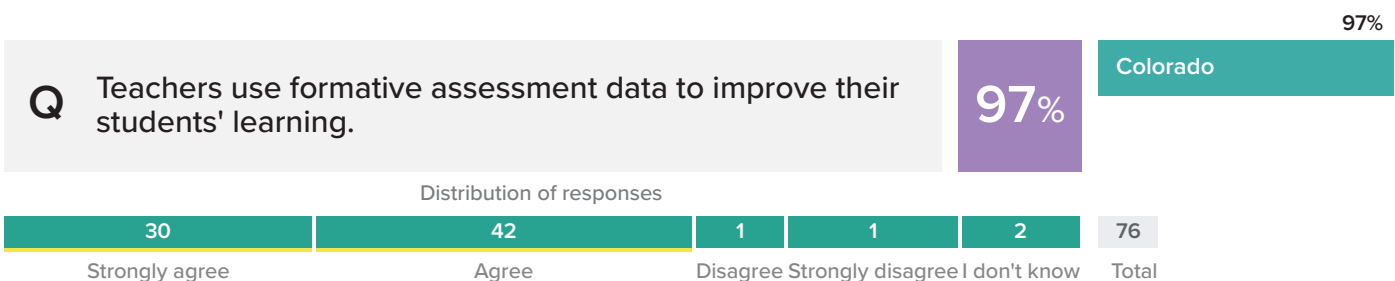 97%
Q Teachers use formative assessment data to improve their
students' learning.
97%
Colorado
Distribution of responses
30 42 1 1 2 76
Strongly agree Agree Disagree Strongly disagree I don't know Total